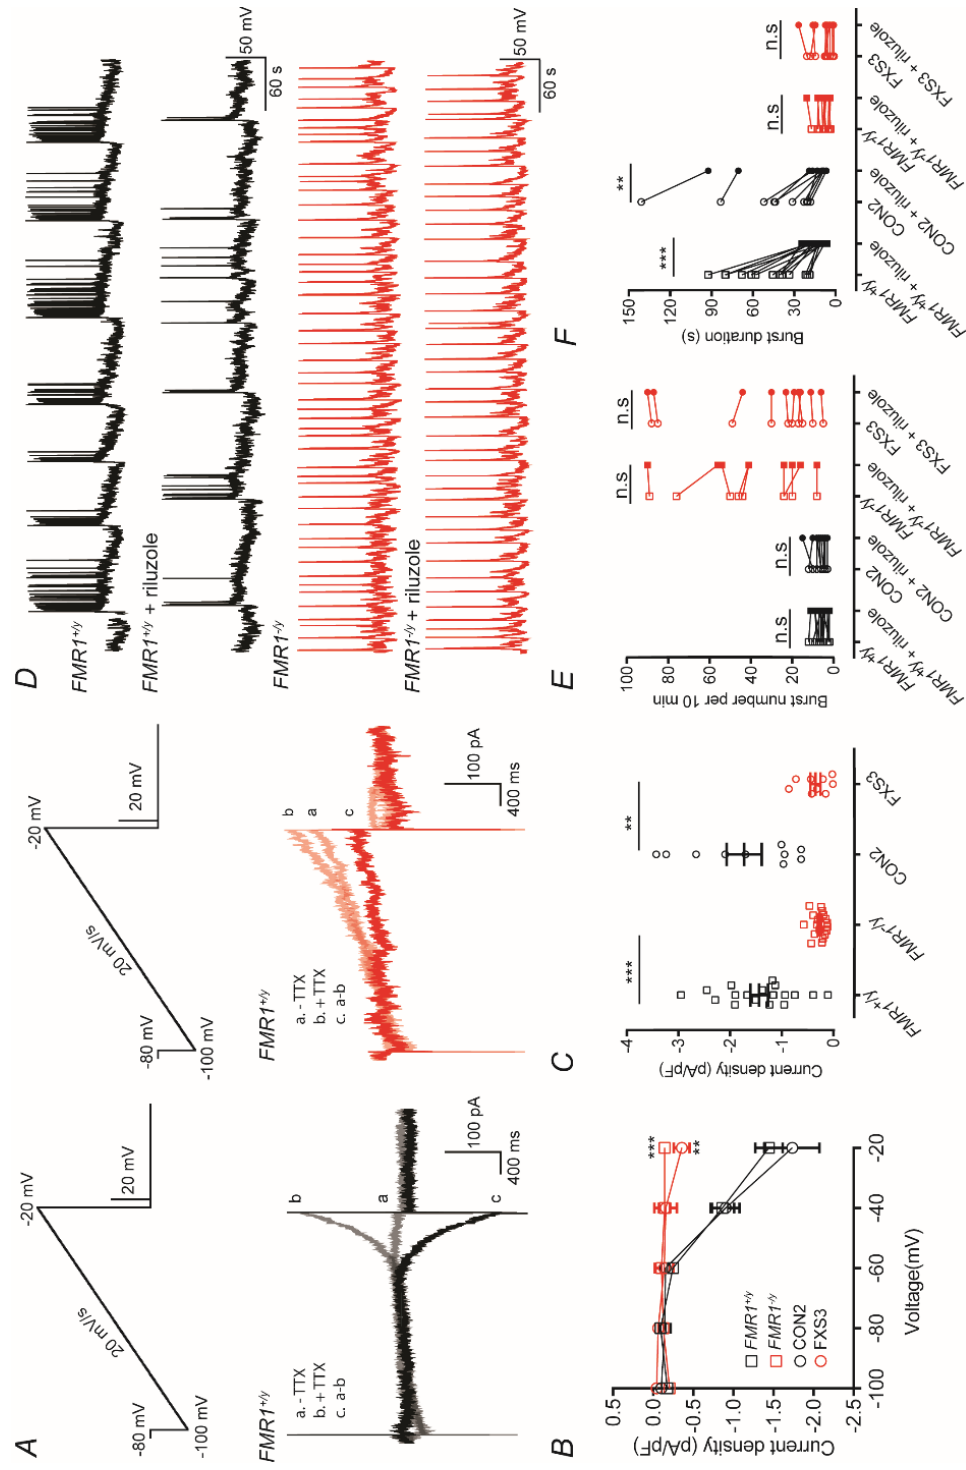 A
-20 mV
20 mV/s
-80 mV
-100 mV
20 mV
-20 mV
20 mV/s
-80 mV
-100 mV
20 mV
FMR1+/y
a. - TTX
b. + TTX
c. a-b
b
a
c
100 pA
400 ms
FMR1+/y
a. - TTX
b. + TTX
c. a-b
b
a
c
100 pA
400 ms
B
Current density (pA/pF)
0.5
0.0
-0.5
-1.0
-1.5
-2.0
-2.5
-100
-80
-60
-40
-20
Voltage(mV)
FMR1+/y
FMR1-/y
CON2
FXS3
***
**
C
Current density (pA/pF)
-4
-3
-2
-1
0
***
**
FMR1+/y
FMR1-/y
CON2
FXS3
D
FMR1+/y
FMR1+/y + riluzole
50 mV
60 s
FMR1-/y
FMR1-/y + riluzole
50 mV
60 s
E
Burst number per 10 min
100
80
60
40
20
0
n.s
n.s
n.s
n.s
FMR1+/y
FMR1+/y + riluzole
CON2
CON2 + riluzole
FMR1-/y
FMR1-/y + riluzole
FXS3
FXS3 + riluzole
F
Burst duration (s)
150
120
90
60
30
0
***
**
n.s
n.s
FMR1+/y
FMR1+/y + riluzole
CON2
CON2 + riluzole
FMR1-/y
FMR1-/y + riluzole
FXS3
FXS3 + riluzole